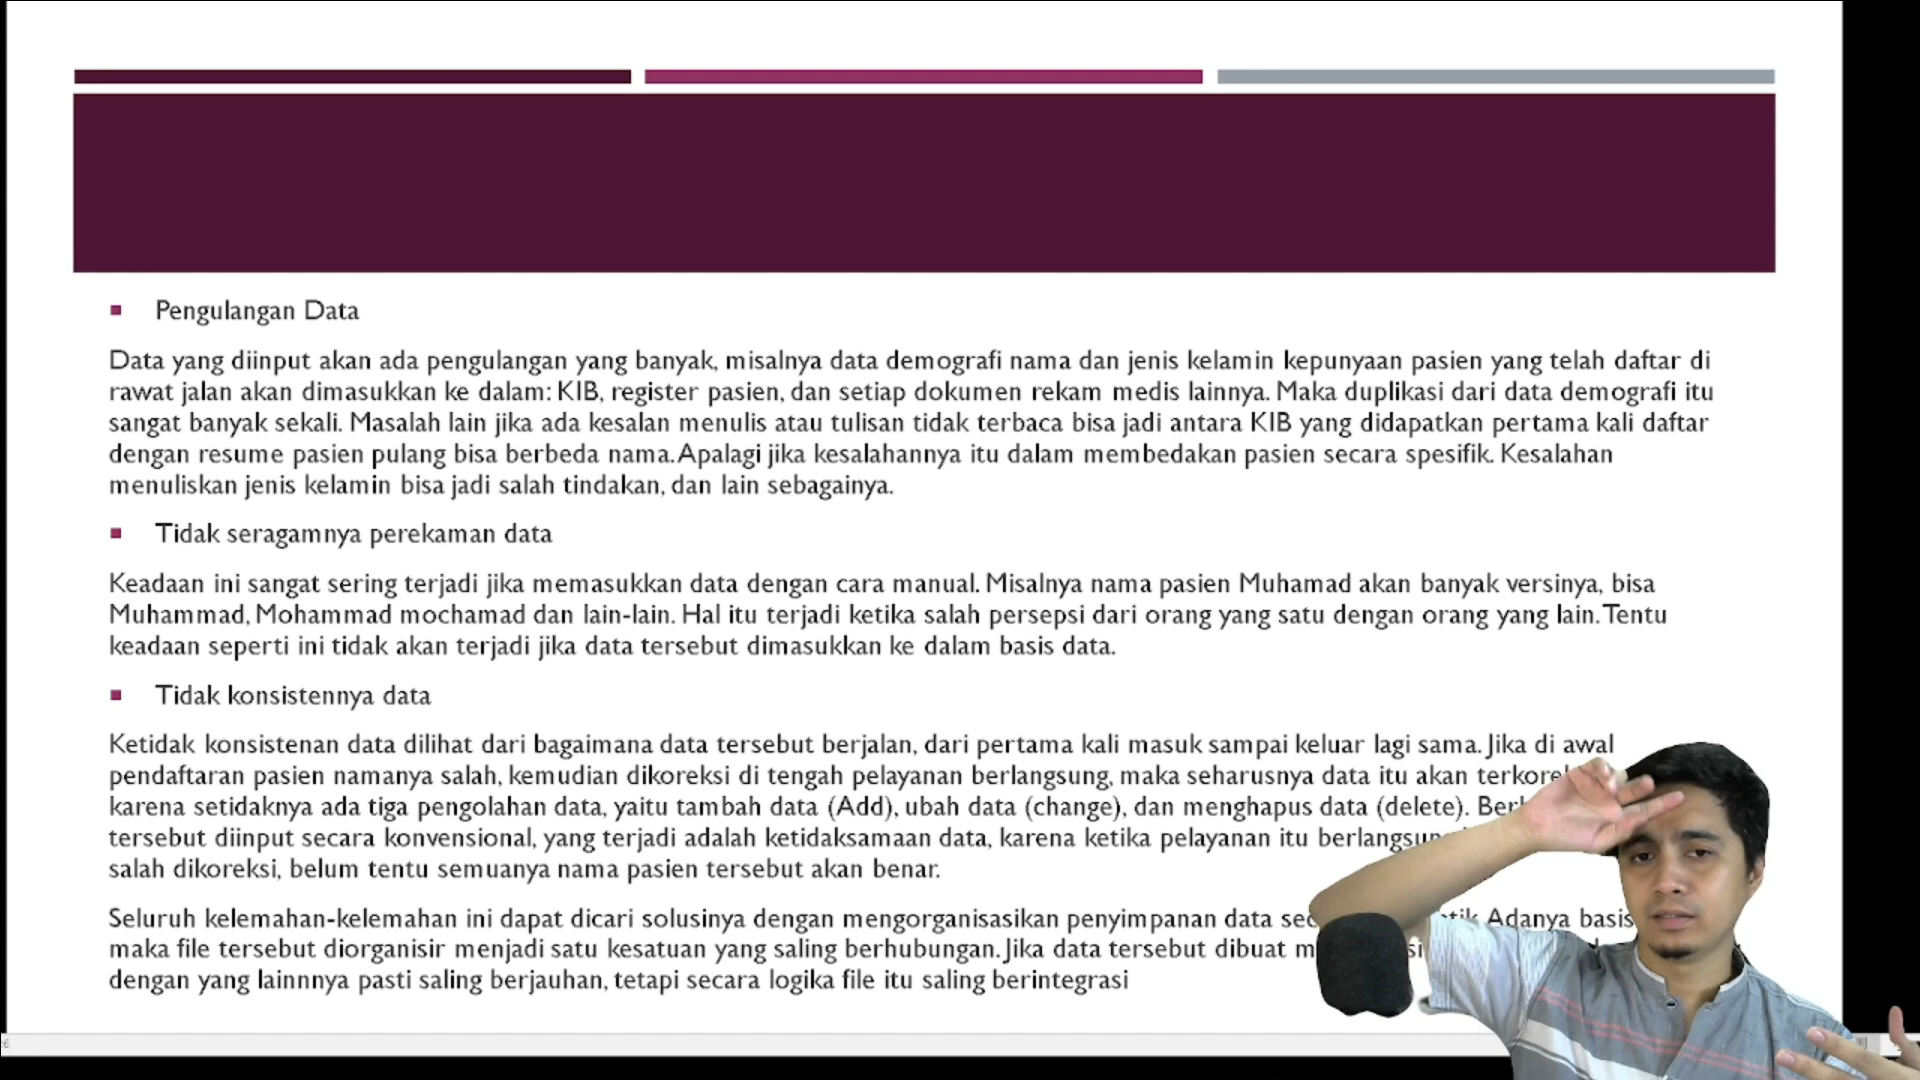 Pengulangan Data
Data yang diinput akan ada pengulangan yang banyak, misalnya data demografi nama dan jenis kelamin kepunyaan pasien yang telah daftar di
rawat jalan akan dimasukkan ke dalam: KIB, register pasien, dan setiap dokumen rekam medis lainnya. Maka duplikasi dari data demografi itu
sangat banyak sekali. Masalah lain jika ada kesalan menulis atau tulisan tidak terbaca bisa jadi antara KIB yang didapatkan pertama kali daftar
dengan resume pasien pulang bisa berbeda nama. Apalagi jika kesalahannya itu dalam membedakan pasien secara spesifik. Kesalahan
menuliskan jenis kelamin bisa jadi salah tindakan, dan lain sebagainya.
Tidak seragamnya perekaman data
Keadaan ini sangat sering terjadi jika memasukkan data dengan cara manual. Misalnya nama pasien Muhamad akan banyak versinya, bisa
Muhammad, Mohammad mochamad dan lain-lain. Hal itu terjadi ketika salah persepsi dari orang yang satu dengan orang yang lain. Tentu
keadaan seperti ini tidak akan terjadi jika data tersebut dimasukkan ke dalam basis data.
Tidak konsistennya data
Ketidak konsistenan data dilihat dari bagaimana data tersebut berjalan, dari pertama kali masuk sampai keluar lagi sama. Jika di awal
pendaftaran pasien namanya salah, kemudian dikoreksi di tengah pelayanan berlangsung, maka seharusnya data itu akan
karena setidaknya ada tiga pengolahan data, yaitu tambah data (Add), ubah data (change), dan menghapus data (delete).
tersebut diinput secara konvensional, yang terjadi adalah ketidaksamaan data, karena ketika pelayanan itu
salah dikoreksi, belum tentu semuanya nama pasien tersebut akan benar.
Seluruh kelemahan-kelemahan ini dapat dicari solusinya dengan mengorganisasikan penyimpanan data Adanya basis
maka file tersebut diorganisir menjadi satu kesatuan yang saling berhubungan. Jika data tersebut dibuat
dengan yang lainnnya pasti saling berjauhan, tetapi secara logika file itu saling berintegrasi